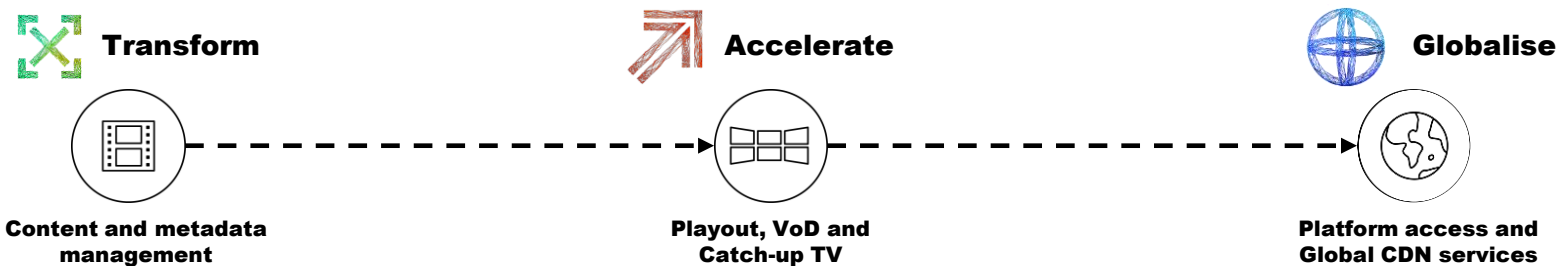 Transform
Accelerate
Globalise
Content and metadata
management
Playout, VoD and
Catch-up TV
Platform access and
Global CDN services